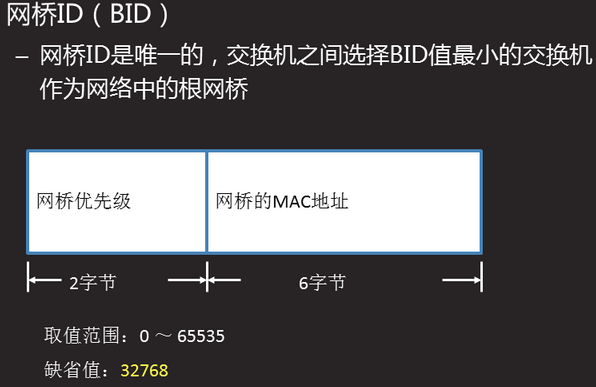 网桥ID（BID）
– 网桥ID是唯一的，交换机之间选择BID值最小的交换机
作为网络中的根网桥
网桥优先级
网桥的MAC地址
2字节
6字节
取值范围：0 ～ 65535
缺省值：32768